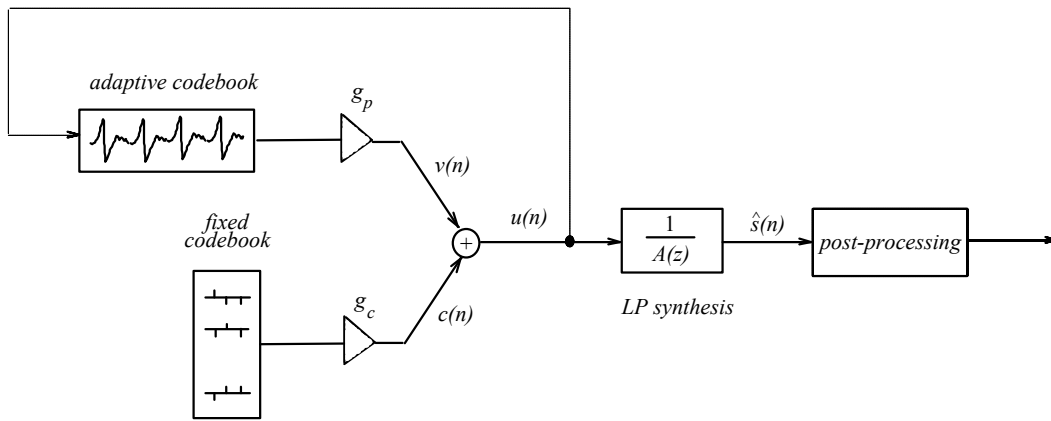 adaptive codebook
g_p
v(n)
fixed
codebook
u(n)
+
1
A(z)
ŝ(n)
post-processing
g_c
c(n)
LP synthesis